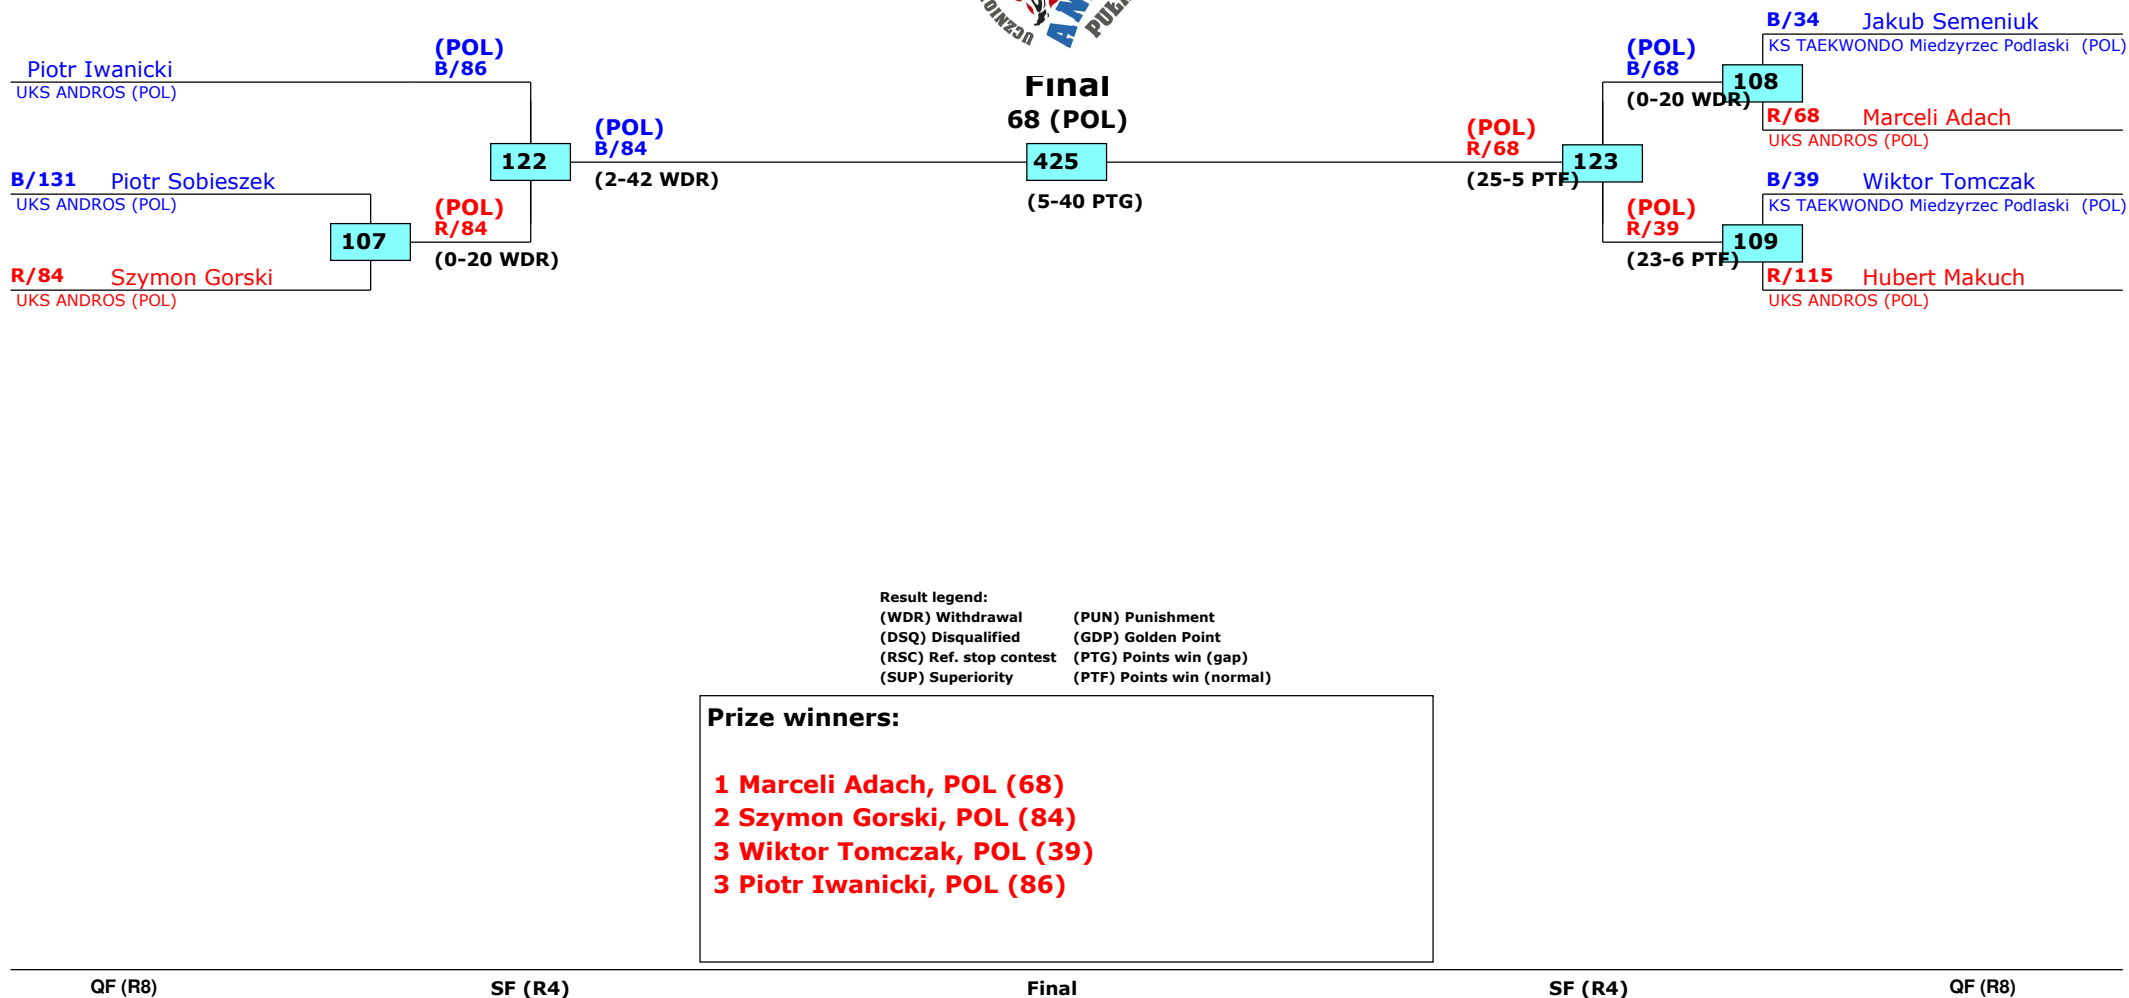 UCZNIO
AN
PUŁ
Final
68 (POL)
425
(5-40 PTG)
Piotr Iwanicki
UKS ANDROS (POL)
(POL)
B/86
B/131 Piotr Sobieszek
UKS ANDROS (POL)
107
R/84 Szymon Gorski
UKS ANDROS (POL)
(POL)
R/84
(0-20 WDR)
122
(POL)
B/84
(2-42 WDR)
(POL)
R/68
(25-5 PTF)
123
(POL)
B/68
(0-20 WDR)
108
B/34 Jakub Semeniuk
KS TAEKWONDO Miedzyrzec Podlaski (POL)
R/68 Marceli Adach
UKS ANDROS (POL)
(POL)
R/39
(23-6 PTF)
109
B/39 Wiktor Tomczak
KS TAEKWONDO Miedzyrzec Podlaski (POL)
R/115 Hubert Makuch
UKS ANDROS (POL)
Result legend:
(WDR) Withdrawal (PUN) Punishment
(DSQ) Disqualified (GDP) Golden Point
(RSC) Ref. stop contest (PTG) Points win (gap)
(SUP) Superiority (PTF) Points win (normal)
Prize winners:
1 Marceli Adach, POL (68)
2 Szymon Gorski, POL (84)
3 Wiktor Tomczak, POL (39)
3 Piotr Iwanicki, POL (86)
QF (R8) SF (R4) Final SF (R4) QF (R8)